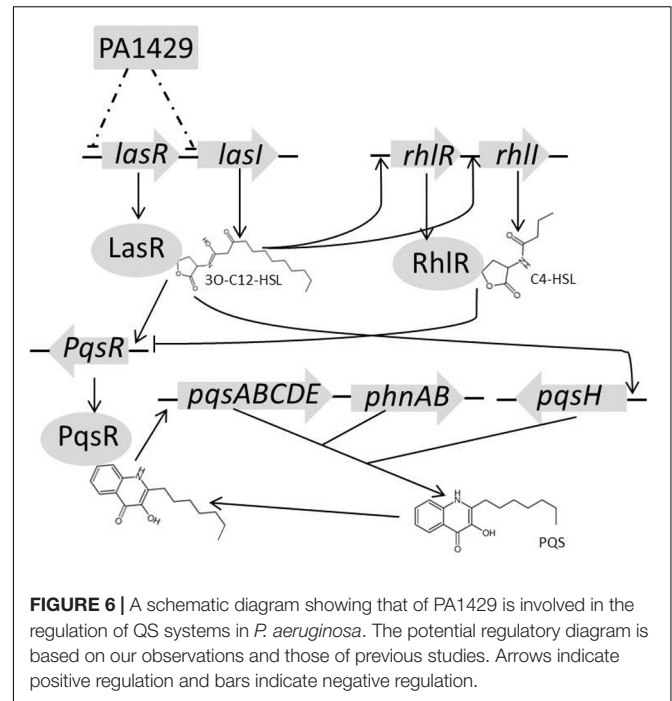 PA1429
lasR
lasI
rhlR
rhlI
LasR
HO
O
N
H
O
O
3O-C12-HSL
RhlR
O
N
H
O
O
C4-HSL
PqsR
pqsABCDE
phnAB
pqsH
PqsR
H
N
O
OH
H
N
O
OH
PQS
FIGURE 6 | A schematic diagram showing that of PA1429 is involved in the
regulation of QS systems in P. aeruginosa. The potential regulatory diagram is
based on our observations and those of previous studies. Arrows indicate
positive regulation and bars indicate negative regulation.